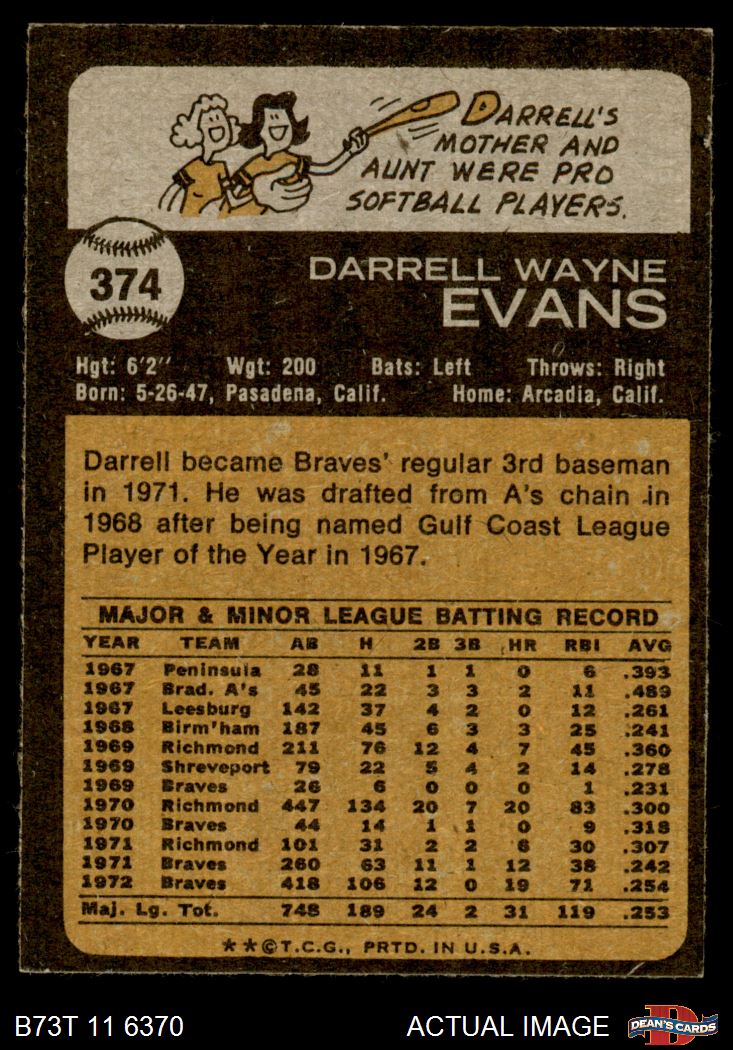 DARRELL'S
MOTHER AND
AUNT WERE PRO
SOFTBALL PLAYERS.
374
DARRELL WAYNE
EVANS
Hgt: 6'2" Wgt: 200 Bats: Left Throws: Right
Born: 5-26-47, Pasadena, Calif. Home: Arcadia, Calif.
Darrell became Braves' regular 3rd baseman
in 1971. He was drafted from A's chain in
1968 after being named Gulf Coast League
Player of the Year in 1967.
MAJOR & MINOR LEAGUE BATTING RECORD
YEAR TEAM AB H 2B 3B HR RBI AVG
1967 Peninsula 28 11 1 1 0 6 .393
1967 Brad. A's 45 22 3 3 2 11 .489
1967 Leesburg 142 37 4 2 0 12 .261
1968 Birm'ham 187 45 6 3 3 25 .241
1969 Richmond 211 76 12 4 7 45 .360
1969 Shreveport 79 22 5 4 2 14 .278
1969 Braves 26 6 0 0 0 1 .231
1970 Richmond 447 134 20 7 20 83 .300
1970 Braves 44 14 1 1 0 9 .318
1971 Richmond 101 31 2 2 6 30 .307
1971 Braves 260 63 11 1 12 38 .242
1972 Braves 418 106 12 0 19 71 .254
Maj. Lg. Tot. 748 189 24 2 31 119 .253
**©T.C.G., PRTD. IN U.S.A.
B73T 11 6370 ACTUAL IMAGE
D
DEAN'S CARDS